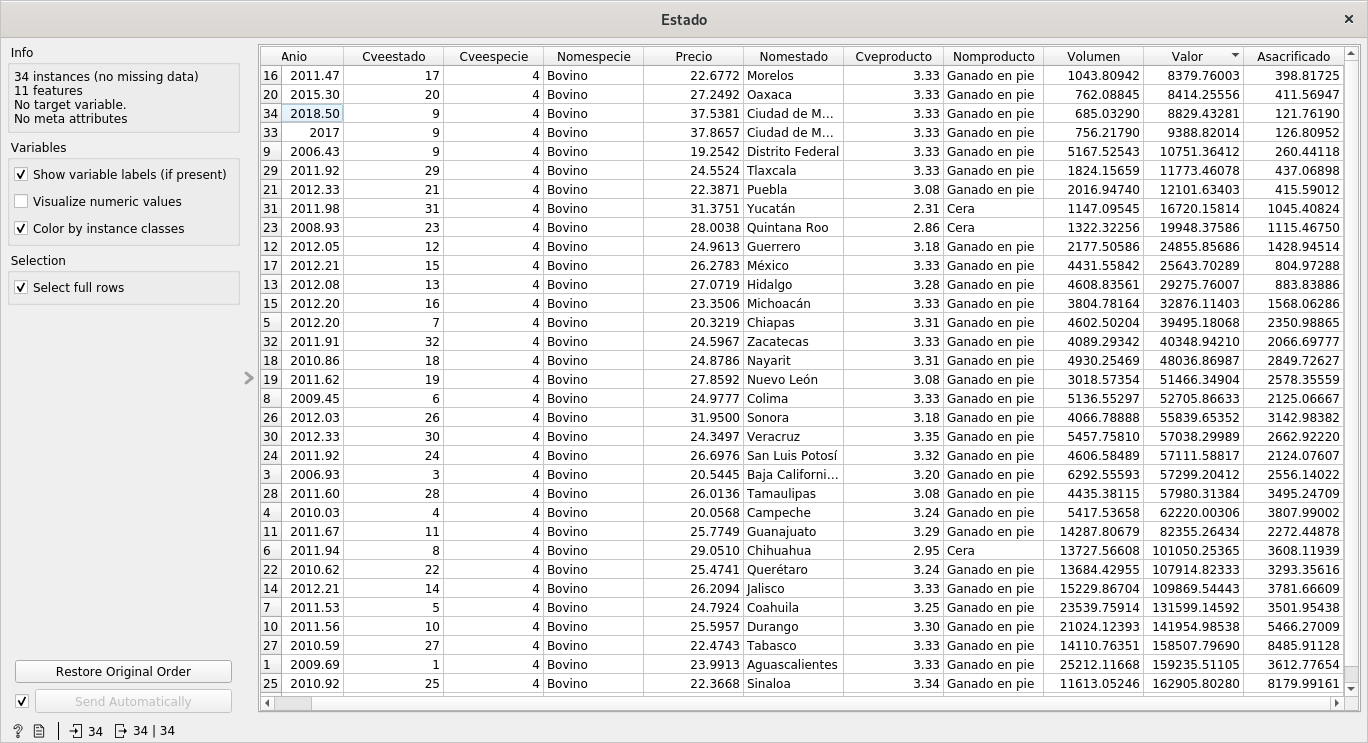 Estado
Info
34 instances (no missing data)
11 features
No target variable.
No meta attributes
Variables
Show variable labels (if present)
Visualize numeric values
Color by instance classes
Selection
Select full rows
Restore Original Order
Send Automatically
34 34 | 34
Anio Cveestado Cveespecie Nomespecie Precio Nomestado Cveproducto Nomproducto Volumen Valor Asacrificado
16 2011.47 17 4 Bovino 22.6772 Morelos 3.33 Ganado en pie 1043.80942 8379.76003 398.81725
20 2015.30 20 4 Bovino 27.2492 Oaxaca 3.33 Ganado en pie 762.08845 8414.25556 411.56947
34 2018.50 9 4 Bovino 37.5381 Ciudad de M... 3.33 Ganado en pie 685.03290 8829.43281 121.76190
33 2017 9 4 Bovino 37.8657 Ciudad de M... 3.33 Ganado en pie 756.21790 9388.82014 126.80952
9 2006.43 9 4 Bovino 19.2542 Distrito Federal 3.33 Ganado en pie 5167.52543 10751.36412 260.44118
29 2011.92 29 4 Bovino 24.5524 Tlaxcala 3.33 Ganado en pie 1824.15659 11773.46078 437.06898
21 2012.33 21 4 Bovino 22.3871 Puebla 3.08 Ganado en pie 2016.94740 12101.63403 415.59012
31 2011.98 31 4 Bovino 31.3751 Yucatán 2.31 Cera 1147.09545 16720.15814 1045.40824
23 2008.93 23 4 Bovino 28.0038 Quintana Roo 2.86 Cera 1322.32256 19948.37586 1115.46750
12 2012.05 12 4 Bovino 24.9613 Guerrero 3.18 Ganado en pie 2177.50586 24855.85686 1428.94514
17 2012.21 15 4 Bovino 26.2783 México 3.33 Ganado en pie 4431.55842 25643.70289 804.97288
13 2012.08 13 4 Bovino 27.0719 Hidalgo 3.28 Ganado en pie 4608.83561 29275.76007 883.83886
15 2012.20 16 4 Bovino 23.3506 Michoacán 3.33 Ganado en pie 3804.78164 32876.11403 1568.06286
5 2012.20 7 4 Bovino 20.3219 Chiapas 3.31 Ganado en pie 4602.50204 39495.18068 2350.98865
32 2011.91 32 4 Bovino 24.5967 Zacatecas 3.33 Ganado en pie 4089.29342 40348.94210 2066.69777
18 2010.86 18 4 Bovino 24.8786 Nayarit 3.31 Ganado en pie 4930.25469 48036.86987 2849.72627
19 2011.62 19 4 Bovino 27.8592 Nuevo León 3.08 Ganado en pie 3018.57354 51466.34904 2578.35559
8 2009.45 6 4 Bovino 24.9777 Colima 3.33 Ganado en pie 5136.55297 52705.86633 2125.06667
26 2012.03 26 4 Bovino 31.9500 Sonora 3.18 Ganado en pie 4066.78888 55839.65352 3142.98382
30 2012.33 30 4 Bovino 24.3497 Veracruz 3.35 Ganado en pie 5457.75810 57038.29989 2662.92220
24 2011.92 24 4 Bovino 26.6976 San Luis Potosí 3.32 Ganado en pie 4606.58489 57111.58817 2124.07607
3 2006.93 3 4 Bovino 20.5445 Baja Californi... 3.20 Ganado en pie 6292.55593 57299.20412 2556.14022
28 2011.60 28 4 Bovino 26.0136 Tamaulipas 3.08 Ganado en pie 4435.38115 57980.31384 3495.24709
4 2010.03 4 4 Bovino 20.0568 Campeche 3.24 Ganado en pie 5417.53658 62220.00306 3807.99002
11 2011.67 11 4 Bovino 25.7749 Guanajuato 3.29 Ganado en pie 14287.80679 82355.26434 2272.44878
6 2011.94 8 4 Bovino 29.0510 Chihuahua 2.95 Cera 13727.56608 101050.25365 3608.11939
22 2010.62 22 4 Bovino 25.4741 Querétaro 3.24 Ganado en pie 13684.42955 107914.82333 3293.35616
14 2012.21 14 4 Bovino 26.2094 Jalisco 3.33 Ganado en pie 15229.86704 109869.54443 3781.66609
7 2011.53 5 4 Bovino 24.7924 Coahuila 3.25 Ganado en pie 23539.75914 131599.14592 3501.95438
10 2011.56 10 4 Bovino 25.5957 Durango 3.30 Ganado en pie 21024.12393 141954.98538 5466.27009
27 2010.59 27 4 Bovino 22.4743 Tabasco 3.33 Ganado en pie 14110.76351 158507.79690 8485.91128
1 2009.69 1 4 Bovino 23.9913 Aguascalientes 3.33 Ganado en pie 25212.11668 159235.51105 3612.77654
25 2010.92 25 4 Bovino 22.3668 Sinaloa 3.34 Ganado en pie 11613.05246 162905.80280 8179.99161